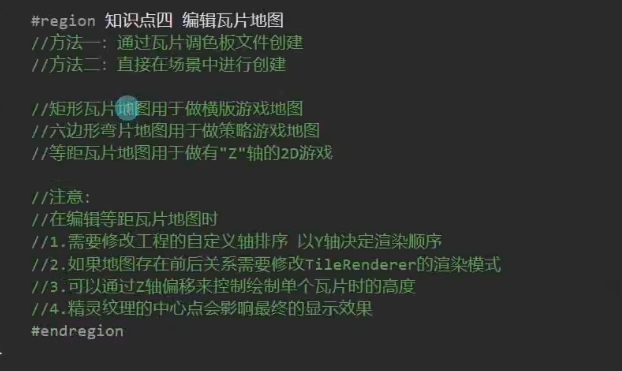 #region 知识点四 编辑瓦片地图
//方法一: 通过瓦片调色板文件创建
//方法二: 直接在场景中进行创建
//矩形瓦片地图用于做横版游戏地图
//六边形弯片地图用于做策略游戏地图
//等距瓦片地图用于做有"Z"轴的2D游戏
//注意:
//在编辑等距瓦片地图时
//1.需要修改工程的自定义轴排序 以Y轴决定渲染顺序
//2.如果地图存在前后关系需要修改TileRenderer的渲染模式
//3.可以通过Z轴偏移来控制绘制单个瓦片时的高度
//4.精灵纹理的中心点会影响最终的显示效果
#endregion